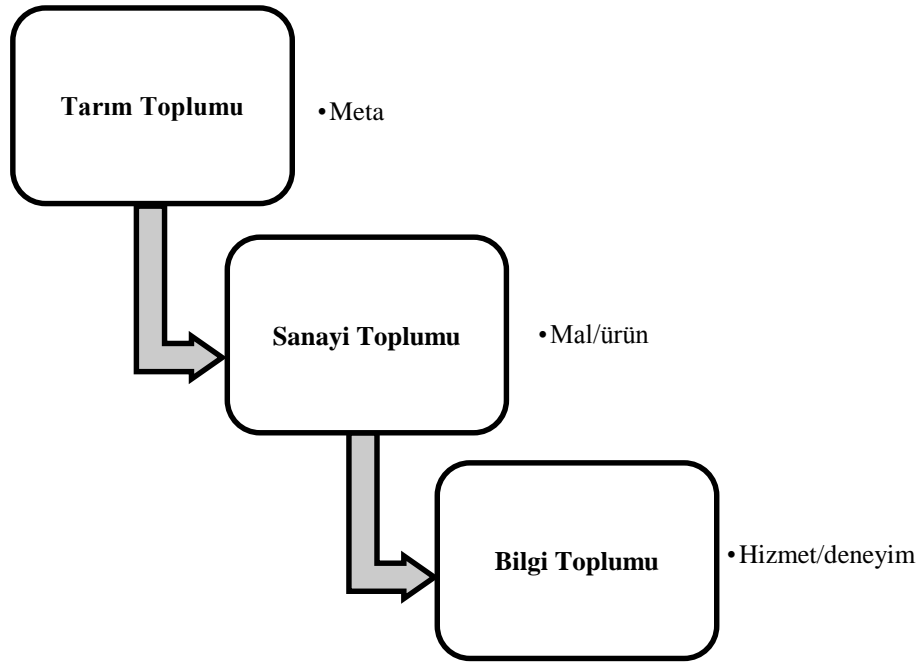 Tarım Toplumu
•Meta
Sanayi Toplumu
•Mal/ürün
Bilgi Toplumu
•Hizmet/deneyim